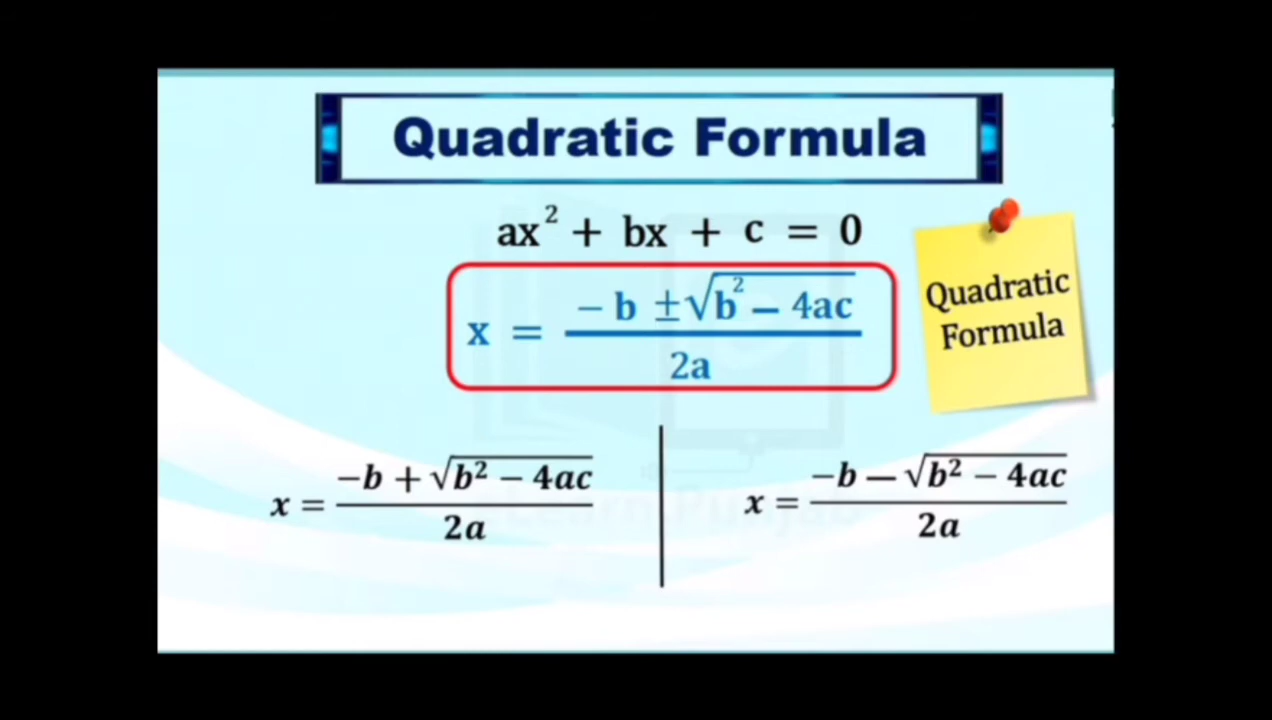 Quadratic Formula
ax² + bx + c = 0
x = (− b ±√(b² − 4ac)) / 2a
Quadratic
Formula
x = (−b + √(b² − 4ac)) / 2a
x = (−b − √(b² − 4ac)) / 2a